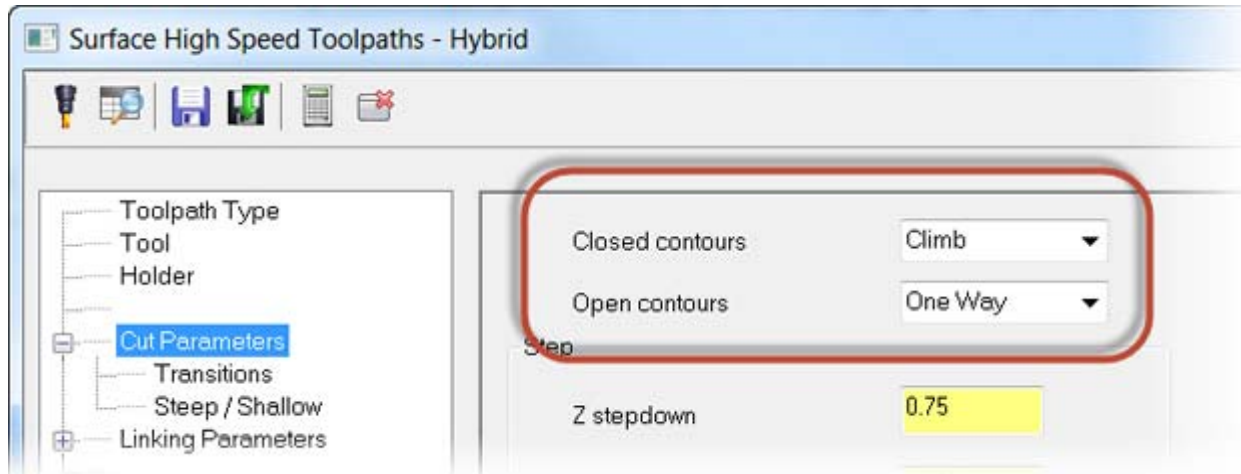 Surface High Speed Toolpaths - Hybrid
Toolpath Type
Tool
Holder
Cut Parameters
Transitions
Steep / Shallow
Linking Parameters
Closed contours Climb
Open contours One Way
Step
Z stepdown 0.75